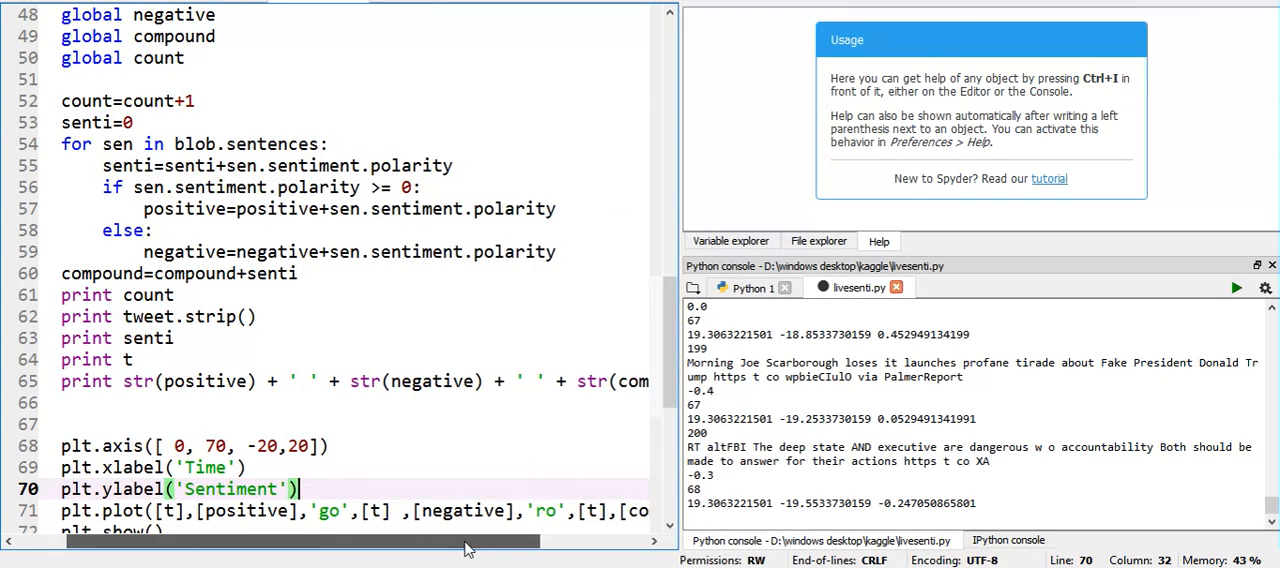 48 global negative
49 global compound
50 global count
51
52 count=count+1
53 senti=0
54 for sen in blob.sentences:
55 senti=senti+sen.sentiment.polarity
56 if sen.sentiment.polarity >= 0:
57 positive=positive+sen.sentiment.polarity
58 else:
59 negative=negative+sen.sentiment.polarity
60 compound=compound+senti
61 print count
62 print tweet.strip()
63 print senti
64 print t
65 print str(positive) + ' ' + str(negative) + ' ' + str(com
66
67
68 plt.axis([ 0, 70, -20,20])
69 plt.xlabel('Time')
70 plt.ylabel('Sentiment')
71 plt.plot([t],[positive],'go',[t] ,[negative],'ro',[t],[co
72 plt.show()
Usage
Here you can get help of any object by pressing Ctrl+I in
front of it, either on the Editor or the Console.
Help can also be shown automatically after writing a left
parenthesis next to an object. You can activate this
behavior in Preferences > Help.
New to Spyder? Read our tutorial
Variable explorer File explorer Help
Python console - D:\windows desktop\kaggle\livesenti.py
Python 1 livesenti.py
0.0
67
19.3063221501 -18.8533730159 0.452949134199
199
Morning Joe Scarborough loses it launches profane tirade about Fake President Donald Tr
ump https t co wpbieCIulO via PalmerReport
-0.4
67
19.3063221501 -19.2533730159 0.0529491341991
200
RT altFBI The deep state AND executive are dangerous w o accountability Both should be
made to answer for their actions https t co XA
-0.3
68
19.3063221501 -19.5533730159 -0.247050865801
Python console - D:\windows desktop\kaggle\livesenti.py IPython console
Permissions: RW End-of-lines: CRLF Encoding: UTF-8 Line: 70 Column: 32 Memory: 43 %